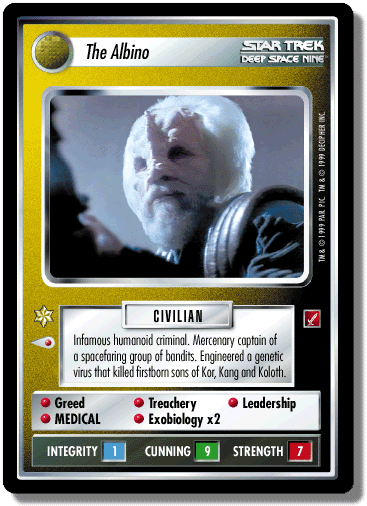 The Albino
STAR TREK
DEEP SPACE NINE
TM & © 1999 PAR. PIC. TM & © 1999 DECIPHER INC.
CIVILIAN
Infamous humanoid criminal. Mercenary captain of
a spacefaring group of bandits. Engineered a genetic
virus that killed firstborn sons of Kor, Kang and Koloth.
Greed Treachery Leadership
MEDICAL Exobiology x2
INTEGRITY 1 CUNNING 9 STRENGTH 7